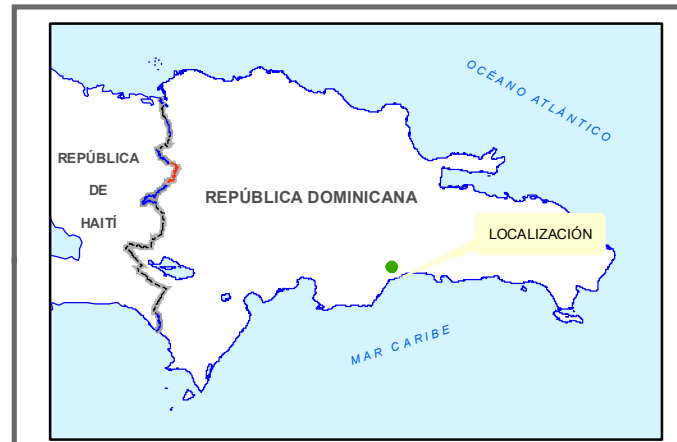 OCÉANO ATLÁNTICO
REPÚBLICA
DE
HAITÍ
REPÚBLICA DOMINICANA
LOCALIZACIÓN
MAR CARIBE